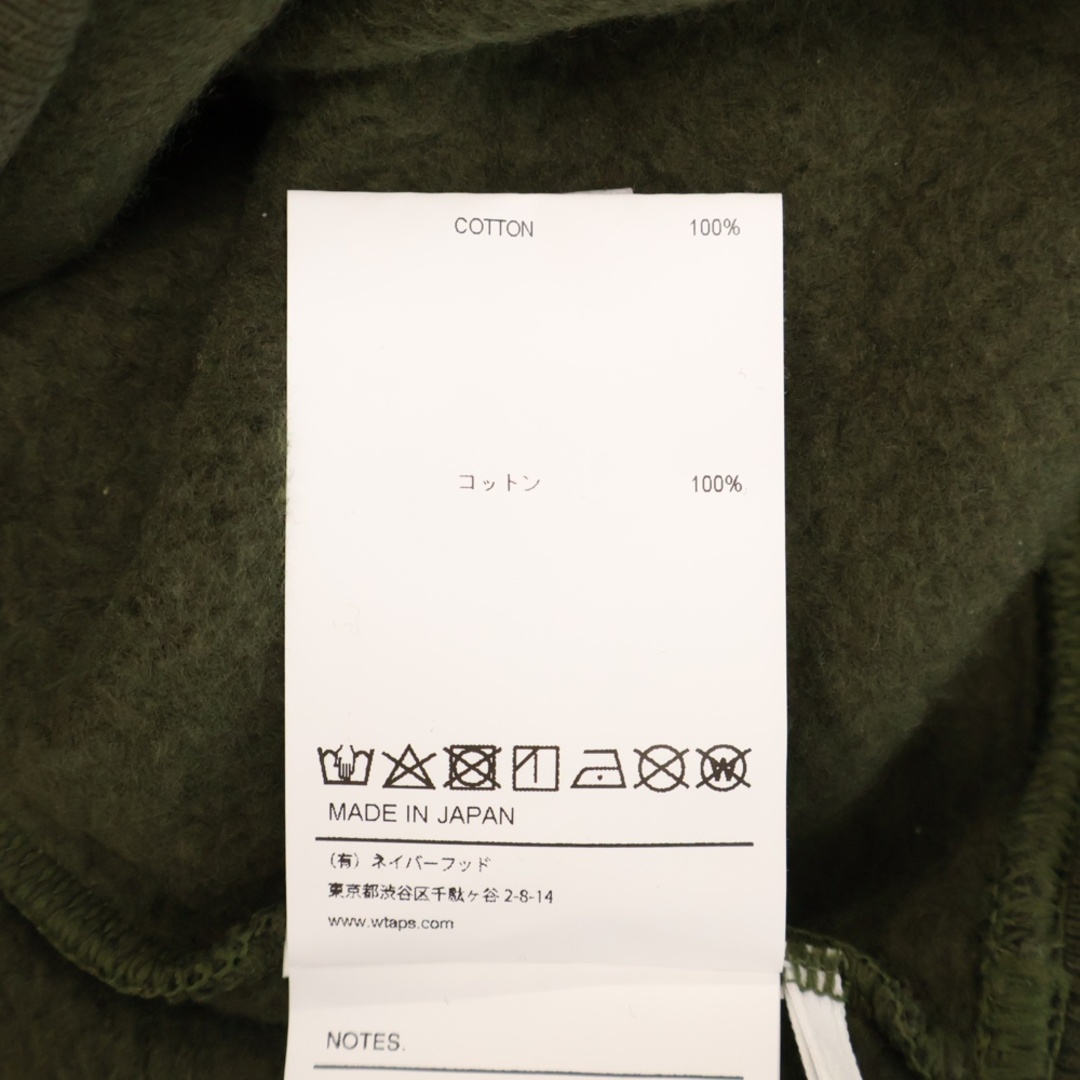 COTTON 100%
コットン 100%
W
MADE IN JAPAN
(有) ネイバーフッド
東京都渋谷区千駄ヶ谷 2-8-14
www.wtaps.com
NOTES.